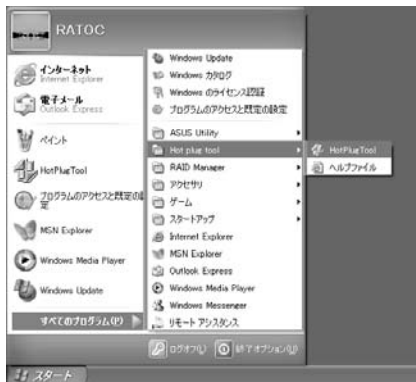 RATOC
インターネット
Internet Explorer
電子メール
Outlook Express
ペイント
HotPlugTool
プログラムのアクセスと既定の設定
MSN Explorer
Windows Media Player
Windows Update
すべてのプログラム(P)
Windows Update
Windows カタログ
Windows のライセンス認証
プログラムのアクセスと既定の設定
ASUS Utility
Hot plug tool
RAID Manager
アクセサリ
ゲーム
スタートアップ
Internet Explorer
MSN Explorer
Outlook Express
Windows Media Player
Windows Messenger
リモート アシスタンス
HotPlugTool
ヘルプファイル
ログオフ(L)
終了オプション(U)
スタート